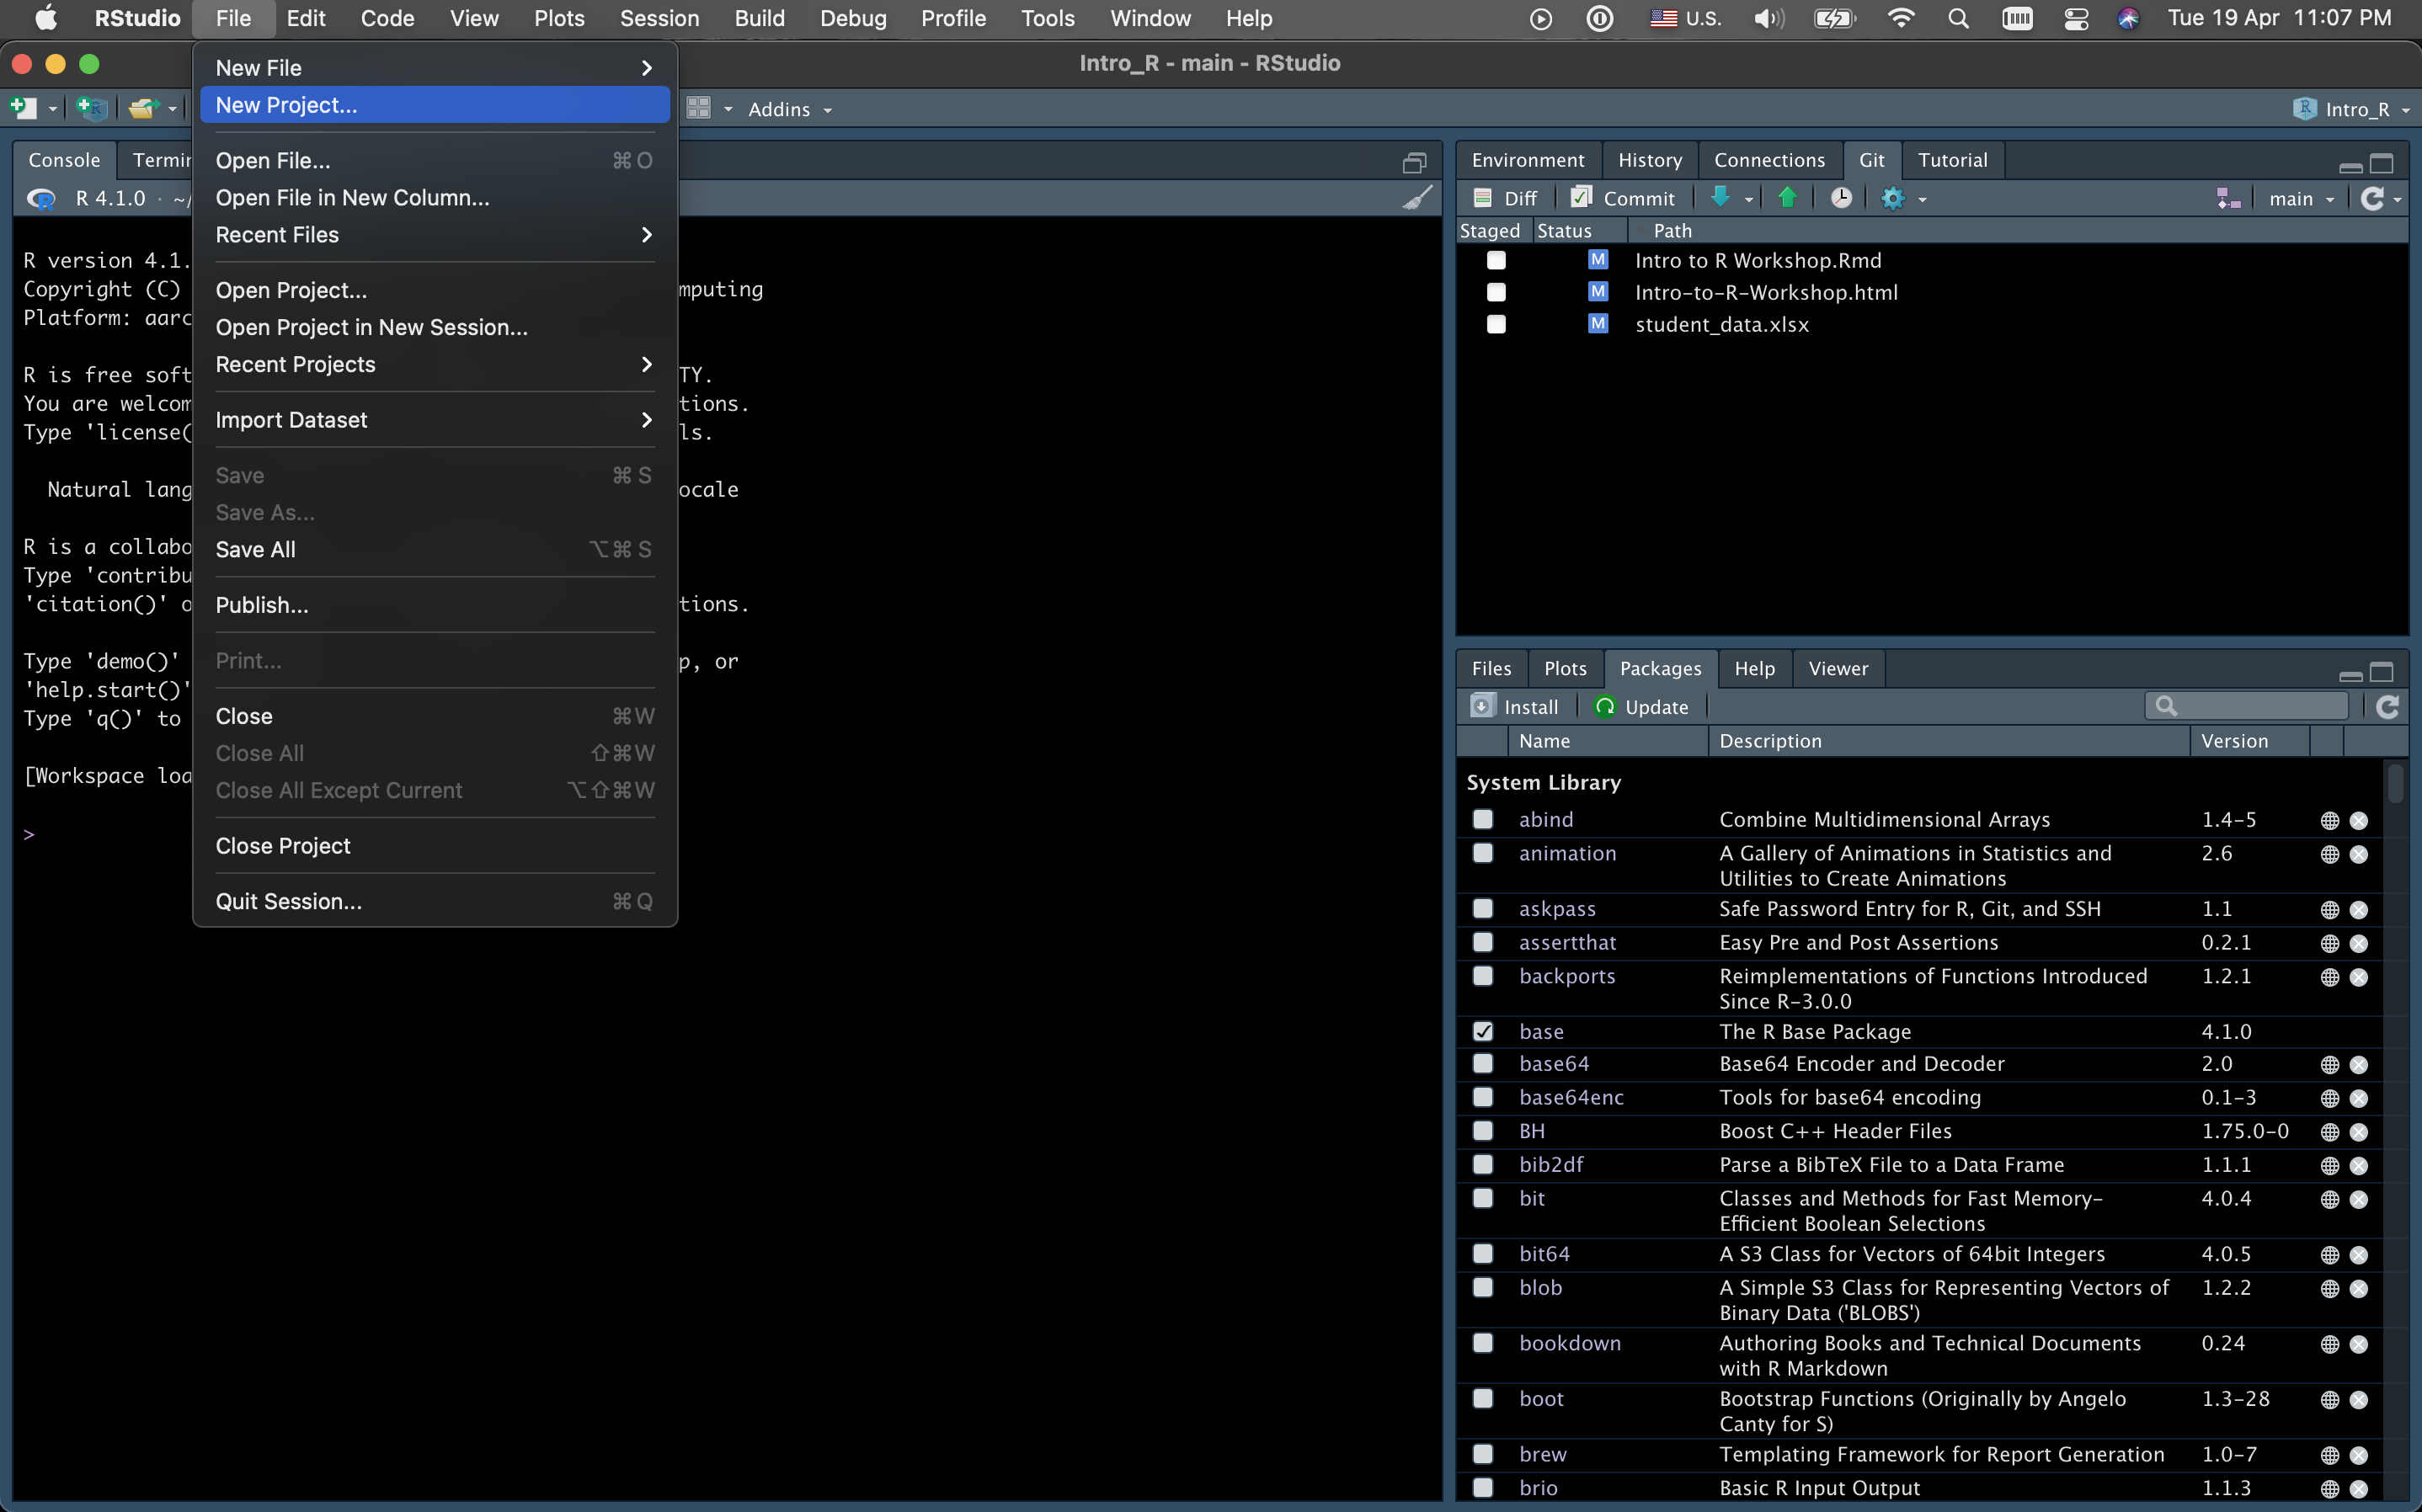 RStudio File Edit Code View Plots Session Build Debug Profile Tools Window Help U.S. Tue 19 Apr 11:07 PM
Intro_R - main - RStudio
Addins Intro_R
New File
New Project...
Open File... ⌘ O
Open File in New Column...
Recent Files
Open Project...
Open Project in New Session...
Recent Projects
Import Dataset
Save ⌘ S
Save As...
Save All ⌥⌘ S
Publish...
Print...
Close ⌘W
Close All ⇧⌘W
Close All Except Current ⌥⇧⌘W
Close Project
Quit Session... ⌘Q
Console
R 4.1.0 · ~/
R version 4.1.
Copyright (C) mputing
Platform: aarc
R is free soft TY.
You are welcom tions.
Type 'license( ls.
Natural lang ocale
R is a collabo
Type 'contribu
'citation()' o tions.
Type 'demo()' p, or
'help.start()'
Type 'q()' to
[Workspace loa
>
Environment History Connections Git Tutorial
Diff Commit main
Staged Status Path
M Intro to R Workshop.Rmd
M Intro-to-R-Workshop.html
M student_data.xlsx
Files Plots Packages Help Viewer
Install Update
Name Description Version
System Library
abind Combine Multidimensional Arrays 1.4-5
animation A Gallery of Animations in Statistics and 2.6
Utilities to Create Animations
askpass Safe Password Entry for R, Git, and SSH 1.1
assertthat Easy Pre and Post Assertions 0.2.1
backports Reimplementations of Functions Introduced 1.2.1
Since R-3.0.0
base The R Base Package 4.1.0
base64 Base64 Encoder and Decoder 2.0
base64enc Tools for base64 encoding 0.1-3
BH Boost C++ Header Files 1.75.0-0
bib2df Parse a BibTeX File to a Data Frame 1.1.1
bit Classes and Methods for Fast Memory- 4.0.4
Efficient Boolean Selections
bit64 A S3 Class for Vectors of 64bit Integers 4.0.5
blob A Simple S3 Class for Representing Vectors of 1.2.2
Binary Data ('BLOBS')
bookdown Authoring Books and Technical Documents 0.24
with R Markdown
boot Bootstrap Functions (Originally by Angelo 1.3-28
Canty for S)
brew Templating Framework for Report Generation 1.0-7
brio Basic R Input Output 1.1.3